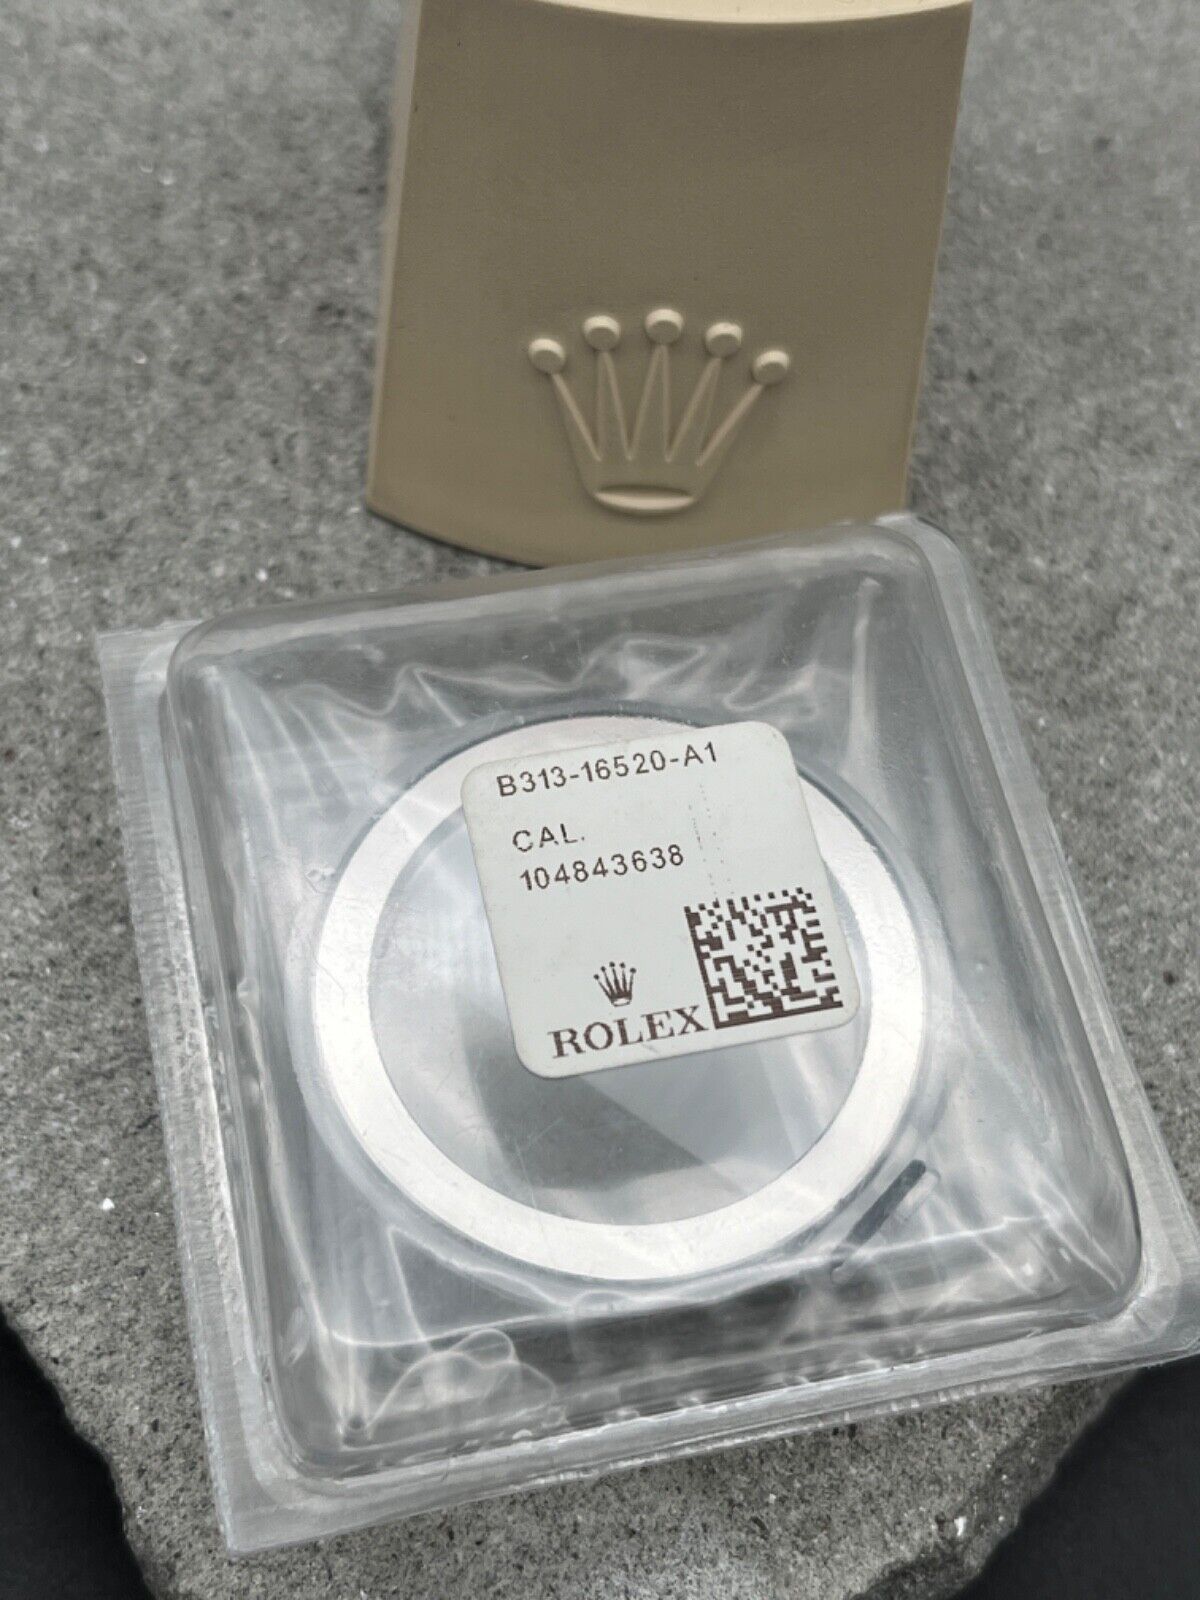 B313-16520-A1
CAL.
104843638
ROLEX